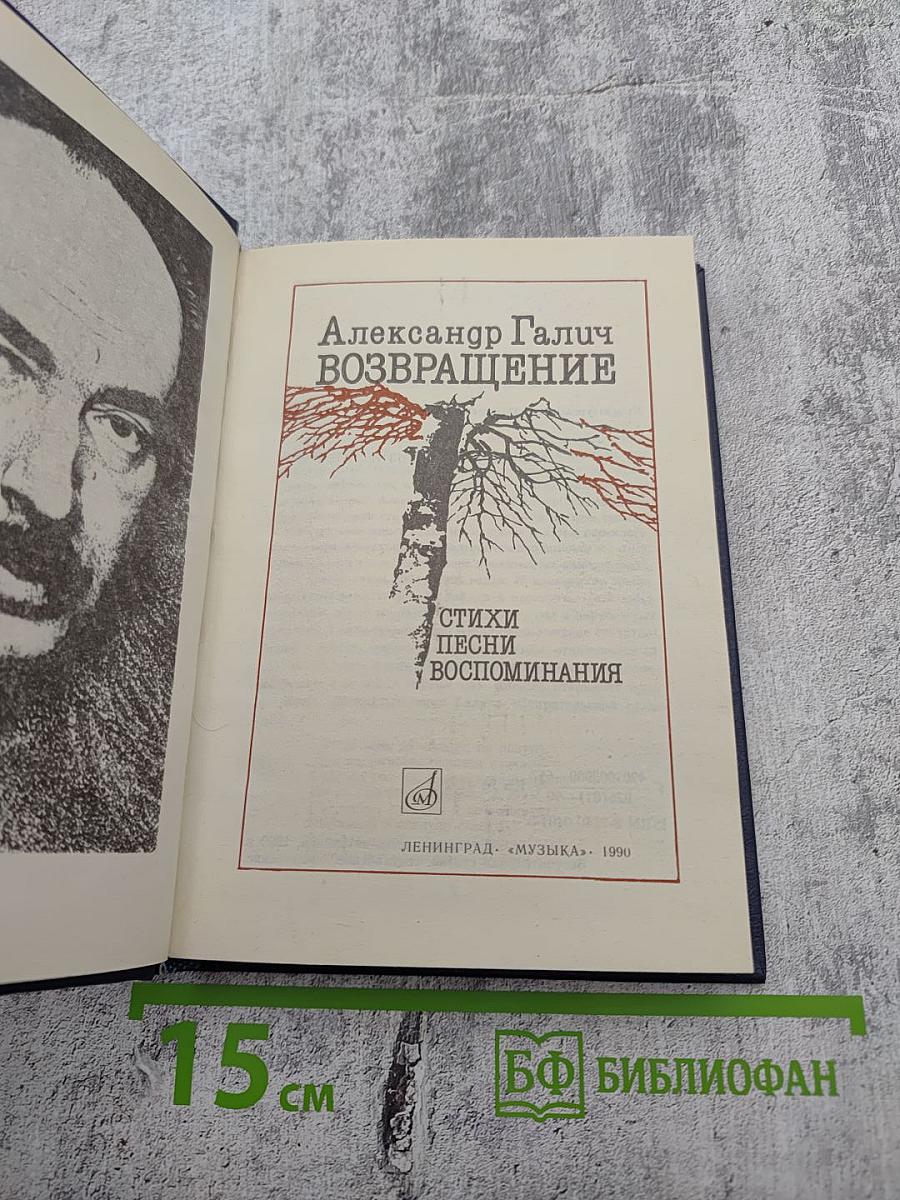 Александр Галич
ВОЗВРАЩЕНИЕ
СТИХИ
ПЕСНИ
ВОСПОМИНАНИЯ
ЛЕНИНГРАД · «МУЗЫКА» · 1990
15 см
БФ БИБЛИОФАН